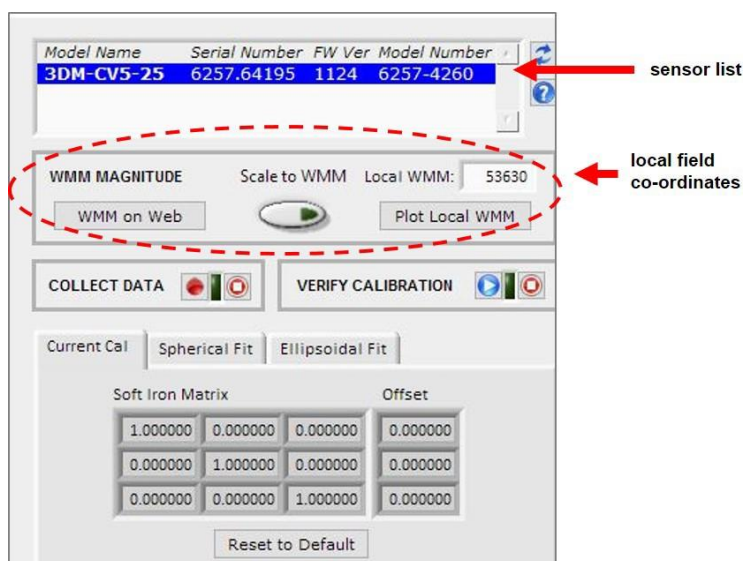 Model Name Serial Number FW Ver Model Number
3DM-CV5-25 6257.64195 1124 6257-4260
sensor list
WMM MAGNITUDE Scale to WMM Local WMM: 53630
WMM on Web Plot Local WMM
local field
co-ordinates
COLLECT DATA VERIFY CALIBRATION
Current Cal Spherical Fit Ellipsoidal Fit
Soft Iron Matrix Offset
1.000000 0.000000 0.000000 0.000000
0.000000 1.000000 0.000000 0.000000
0.000000 0.000000 1.000000 0.000000
Reset to Default